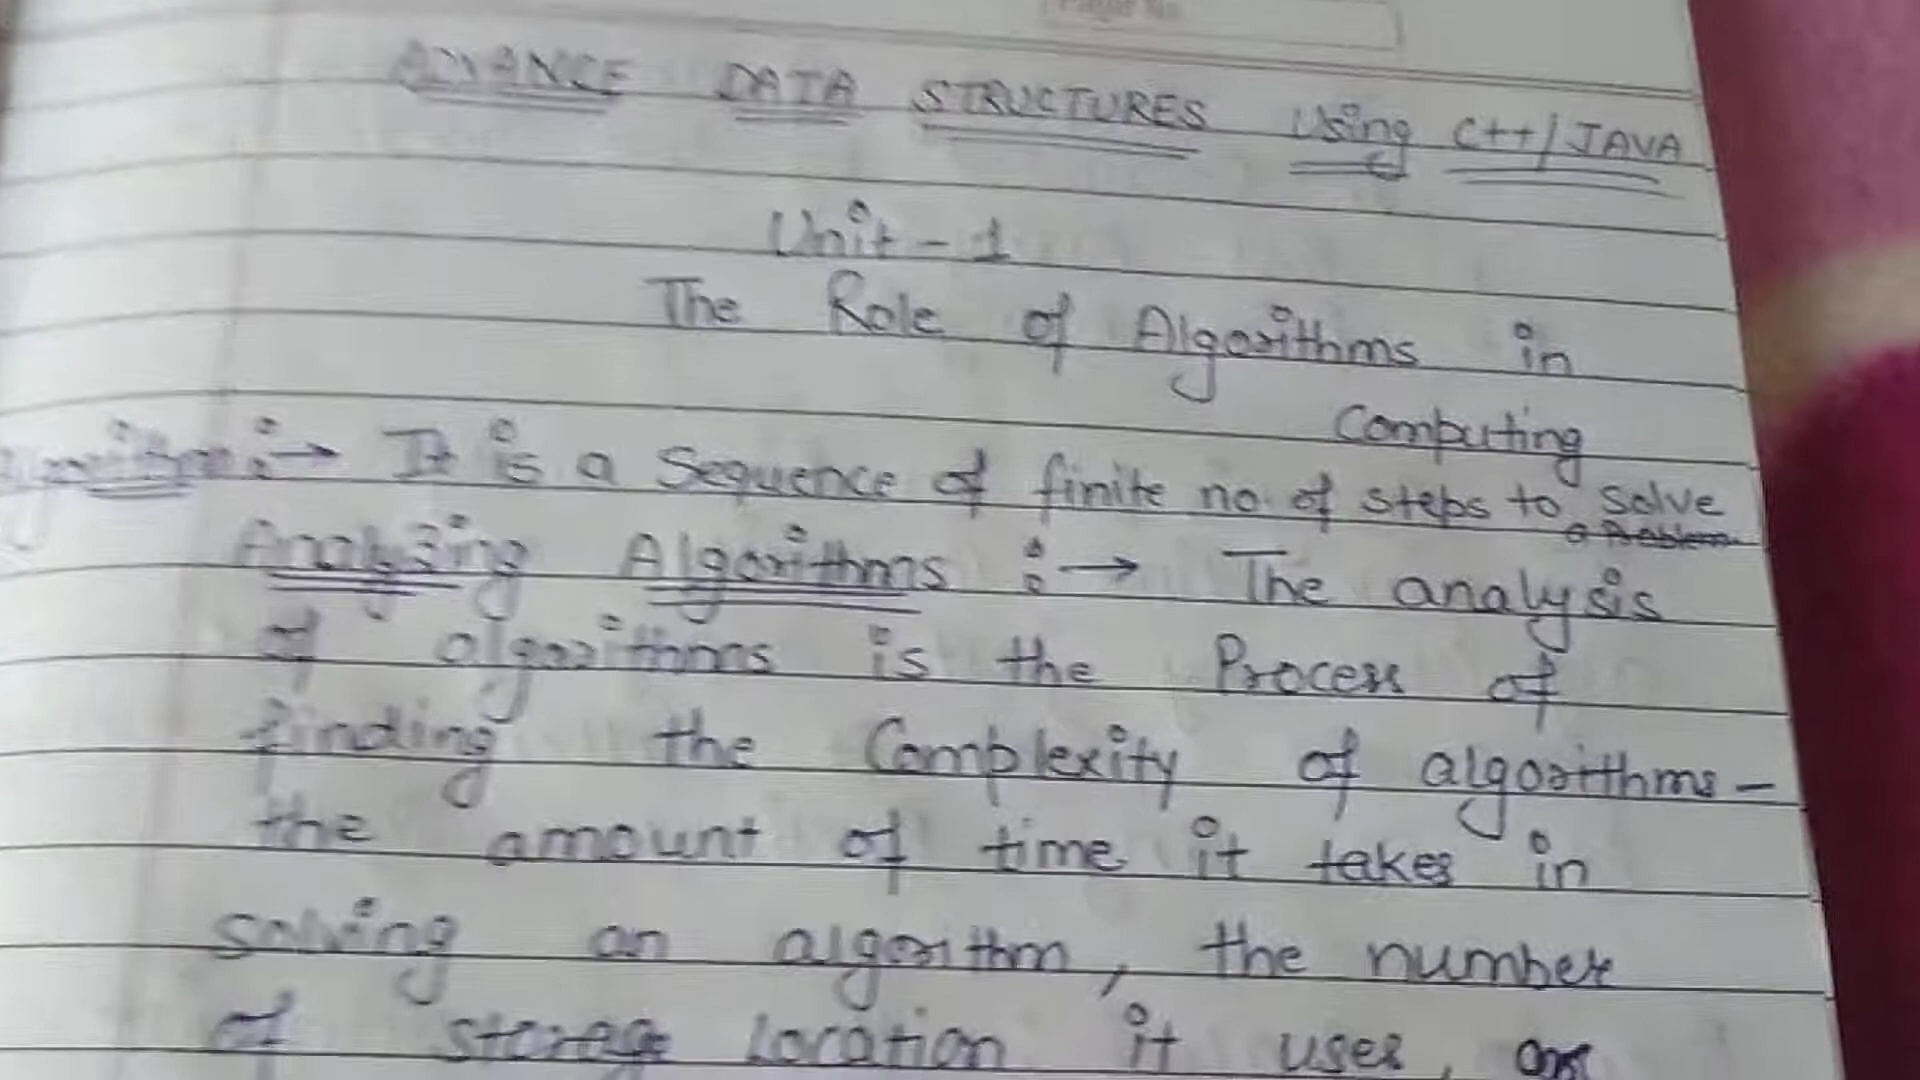 Page No.
ADVANCE DATA STRUCTURES Using C++/JAVA
Unit - 1
The Role of Algorithms in
Computing
Algorithm :→ It is a Sequence of finite no. of steps to solve
a Problem
Analyzing Algorithms :→ The analysis
of algorithms is the Process of
finding the Complexity of algorithms -
the amount of time it takes in
solving an algorithm, the number
of storage location it uses, or